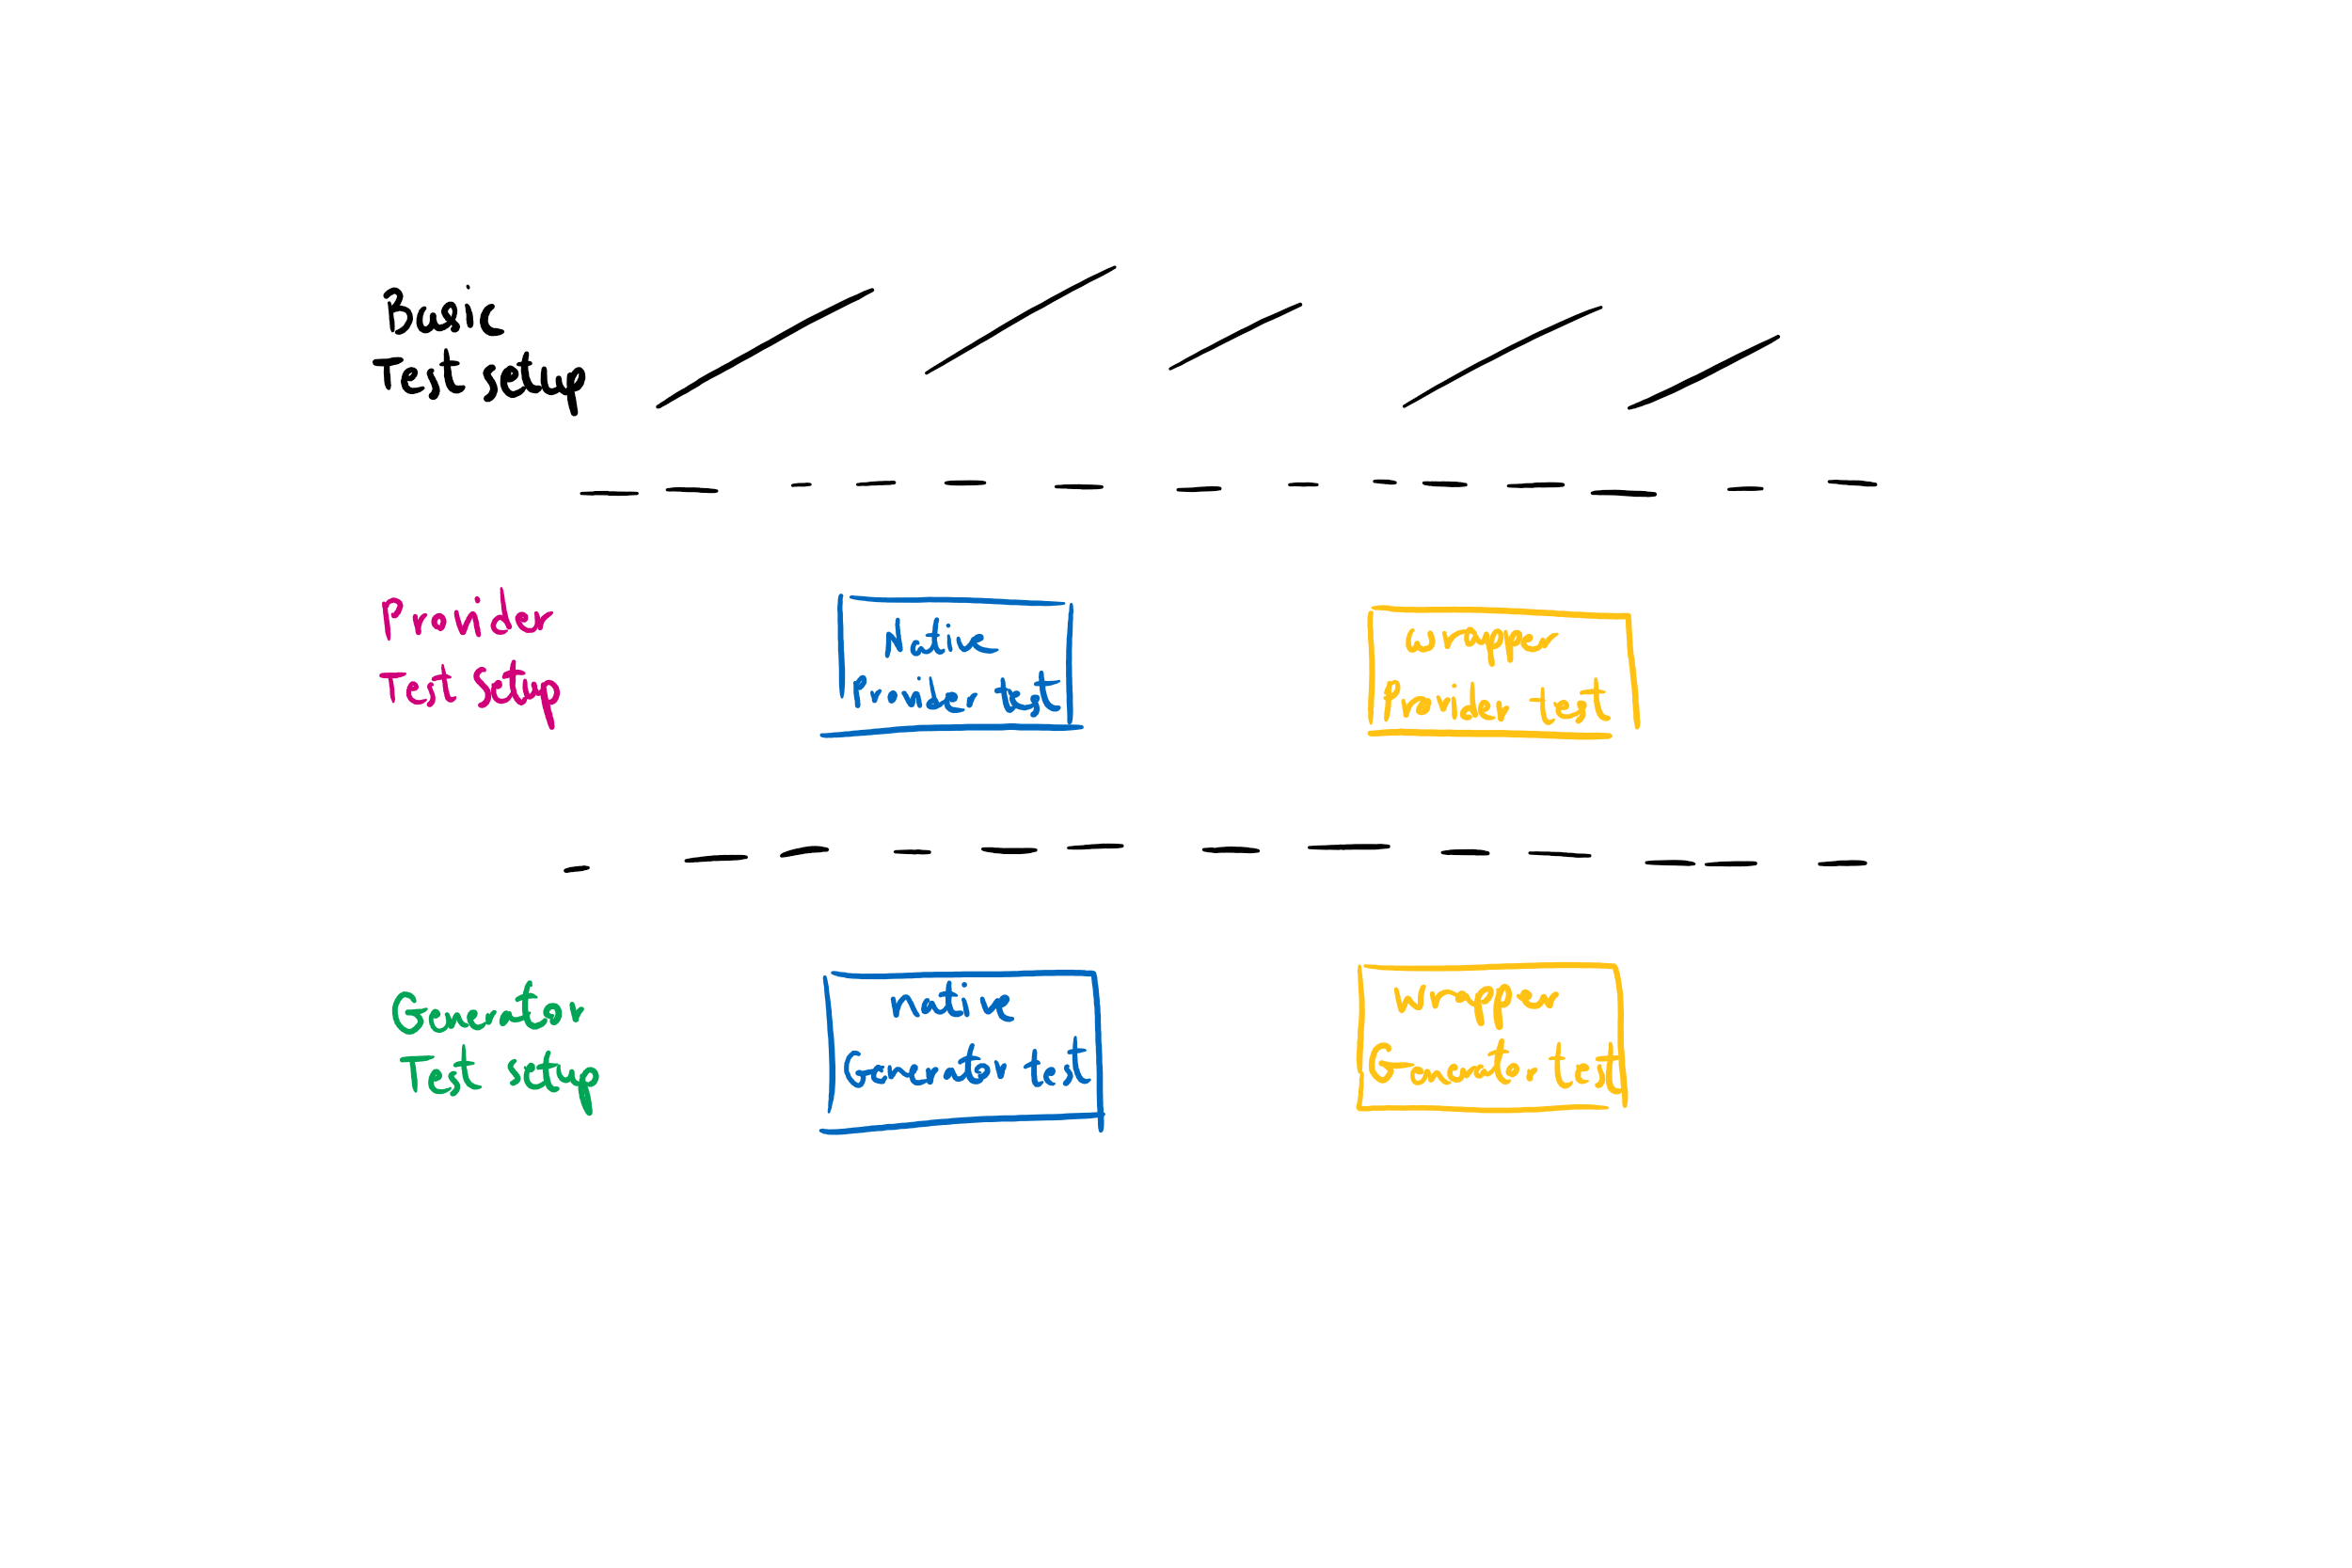 Basic
Test setup
Provider
Test setup
Native
Provider test
wrapper
Provider test
Generator
Test setup
native
Generator test
Wrapper
Generator test